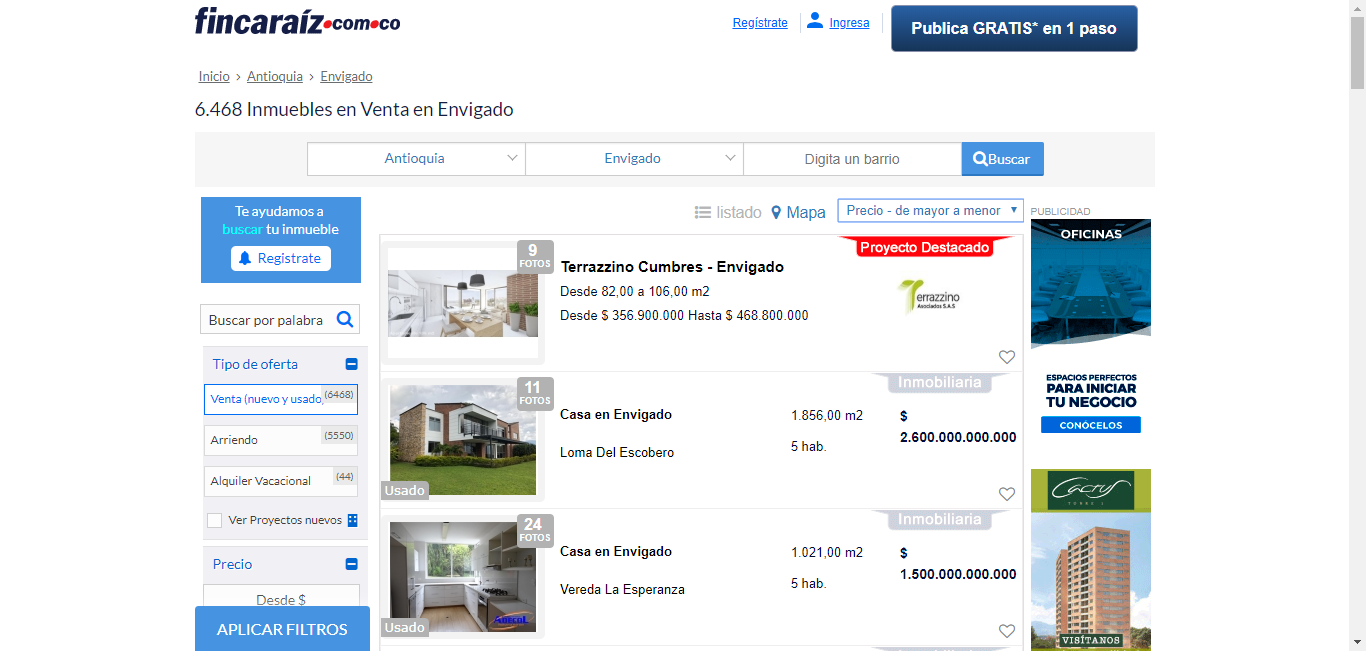 fincaraíz.com.co
Regístrate
Ingresa
Publica GRATIS* en 1 paso
Inicio › Antioquia › Envigado
6.468 Inmuebles en Venta en Envigado
Antioquia
Envigado
Digita un barrio
Buscar
Te ayudamos a
buscar tu inmueble
Registrate
Buscar por palabra
Tipo de oferta
Venta (nuevo y usado)
(6468)
Arriendo
(5550)
Alquiler Vacacional
(44)
Ver Proyectos nuevos
Precio
Desde $
APLICAR FILTROS
listado
Mapa
Precio - de mayor a menor
9
FOTOS
Terrazzino Cumbres - Envigado
Desde 82,00 a 106,00 m2
Desde $ 356.900.000 Hasta $ 468.800.000
Proyecto Destacado
Terrazzino
Asociados S.A.S
11
FOTOS
Usado
Casa en Envigado
Loma Del Escobero
1.856,00 m2
5 hab.
Inmobiliaria
$
2.600.000.000.000
24
FOTOS
Usado
Casa en Envigado
Vereda La Esperanza
1.021,00 m2
5 hab.
Inmobiliaria
$
1.500.000.000.000
PUBLICIDAD
OFICINAS
ESPACIOS PERFECTOS
PARA INICIAR
TU NEGOCIO
CONÓCELOS
Cactus
VISÍTANOS